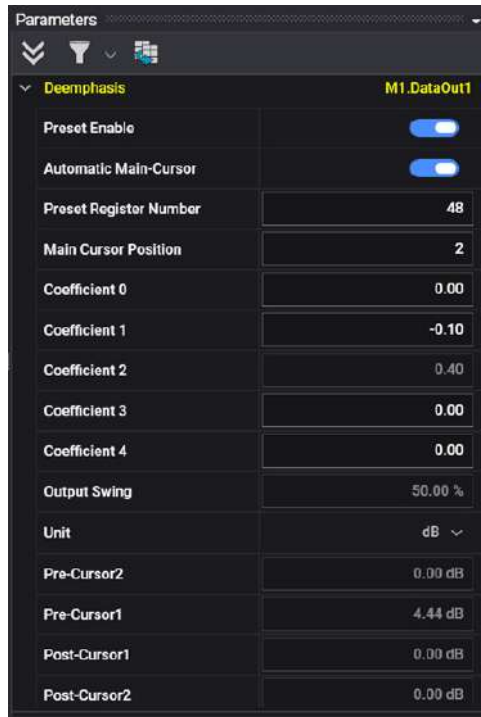 Parameters
Deemphasis M1.DataOut1
Preset Enable
Automatic Main-Cursor
Preset Register Number 48
Main Cursor Position 2
Coefficient 0 0.00
Coefficient 1 -0.10
Coefficient 2 0.40
Coefficient 3 0.00
Coefficient 4 0.00
Output Swing 50.00 %
Unit dB
Pre-Cursor2 0.00 dB
Pre-Cursor1 4.44 dB
Post-Cursor1 0.00 dB
Post-Cursor2 0.00 dB